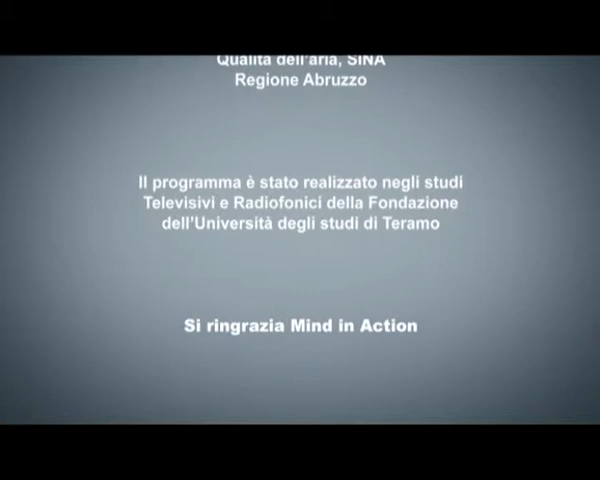 Qualità dell'aria, SINA
Regione Abruzzo
Il programma è stato realizzato negli studi
Televisivi e Radiofonici della Fondazione
dell'Università degli studi di Teramo
Si ringrazia Mind in Action